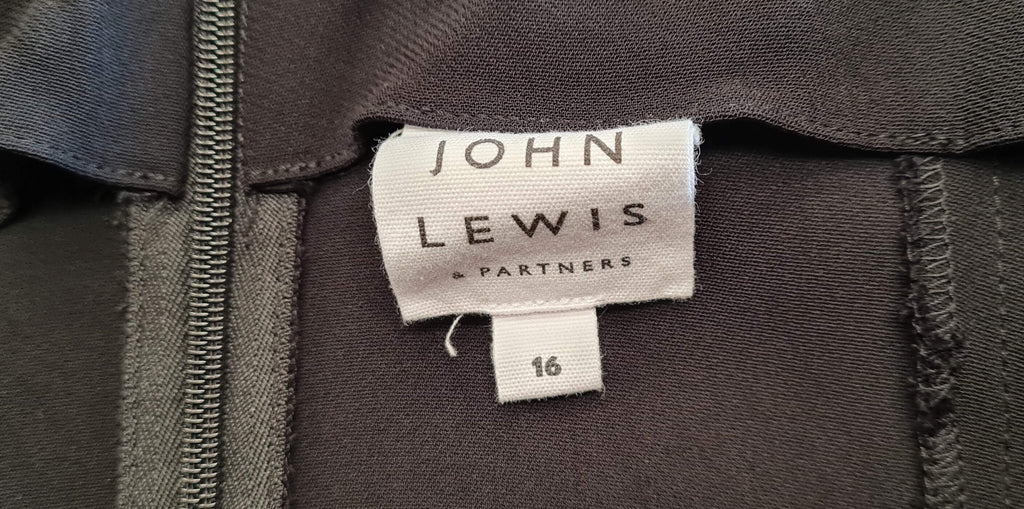 JOHN
LEWIS
& PARTNERS
16